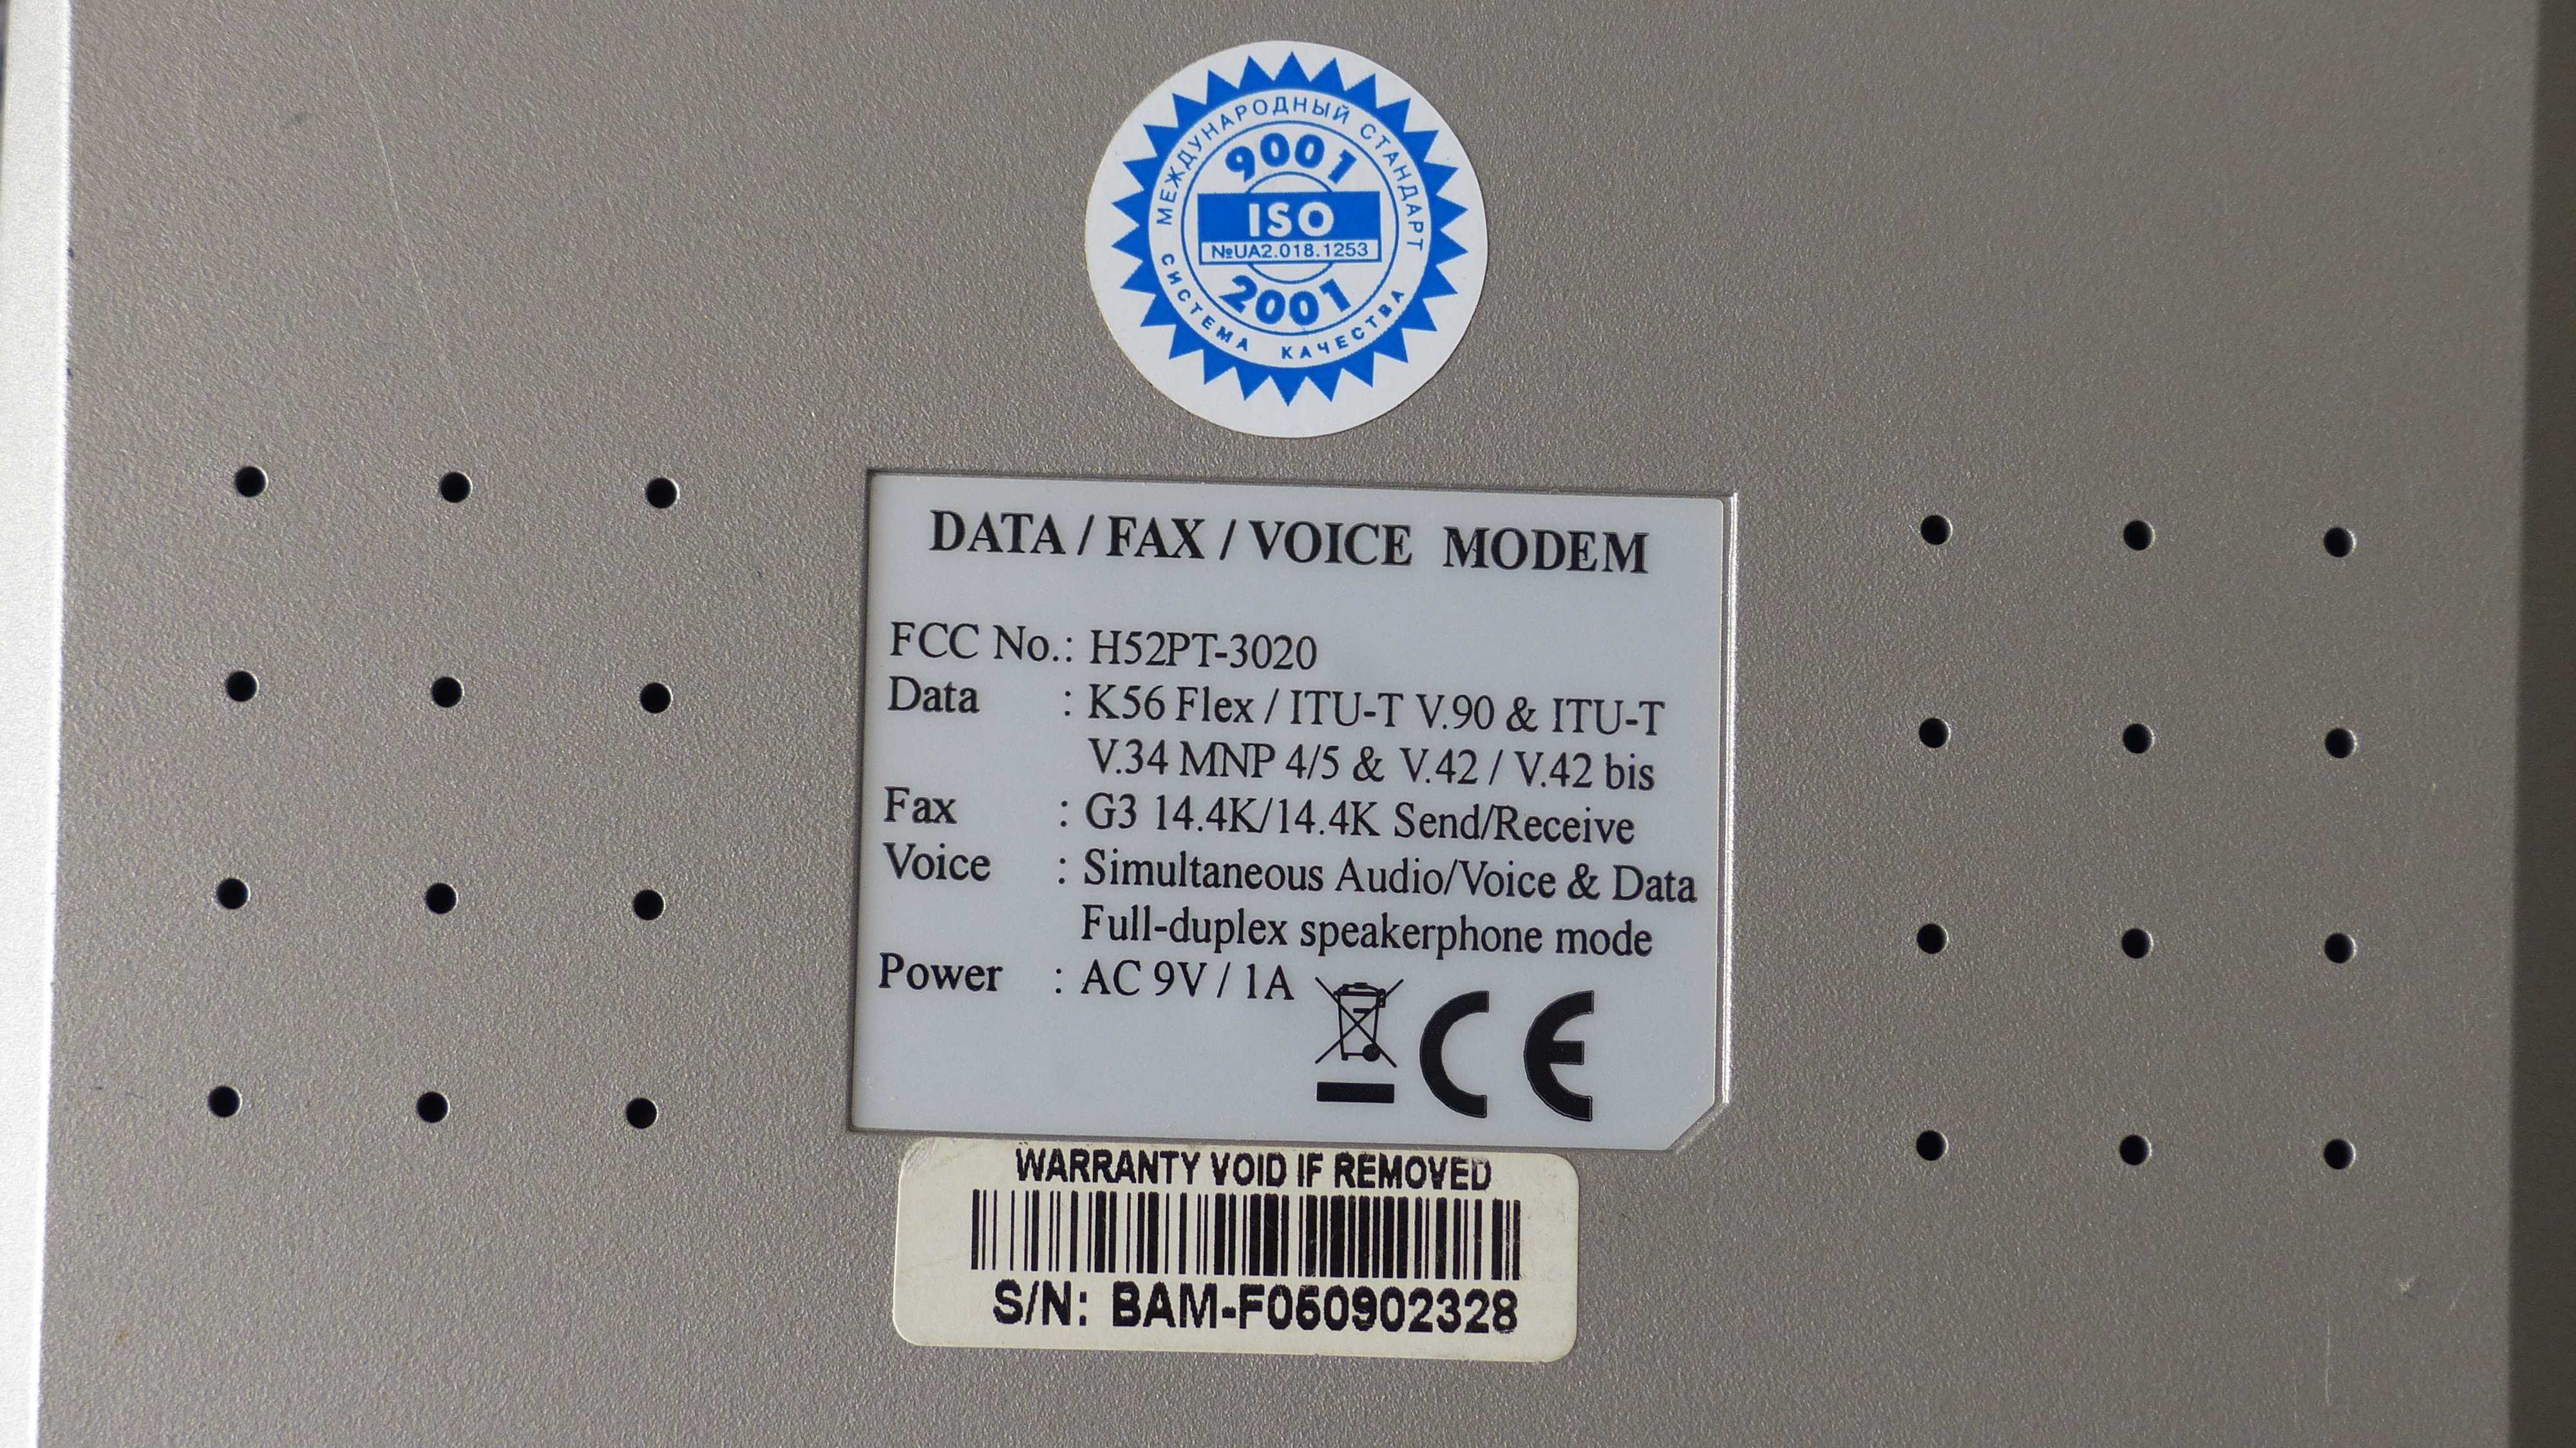 МЕЖДУНАРОДНЫЙ СТАНДАРТ
9001
ISO
№UA2.018.1253
2001
СИСТЕМА КАЧЕСТВА
DATA / FAX / VOICE MODEM
FCC No.: H52PT-3020
Data : K56 Flex / ITU-T V.90 & ITU-T
V.34 MNP 4/5 & V.42 / V.42 bis
Fax : G3 14.4K/14.4K Send/Receive
Voice : Simultaneous Audio/Voice & Data
Full-duplex speakerphone mode
Power : AC 9V / 1A
CE
WARRANTY VOID IF REMOVED
S/N: BAM-F060902328